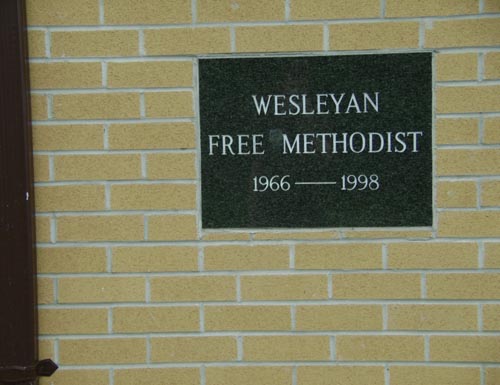 WESLEYAN
FREE METHODIST
1966 — 1998